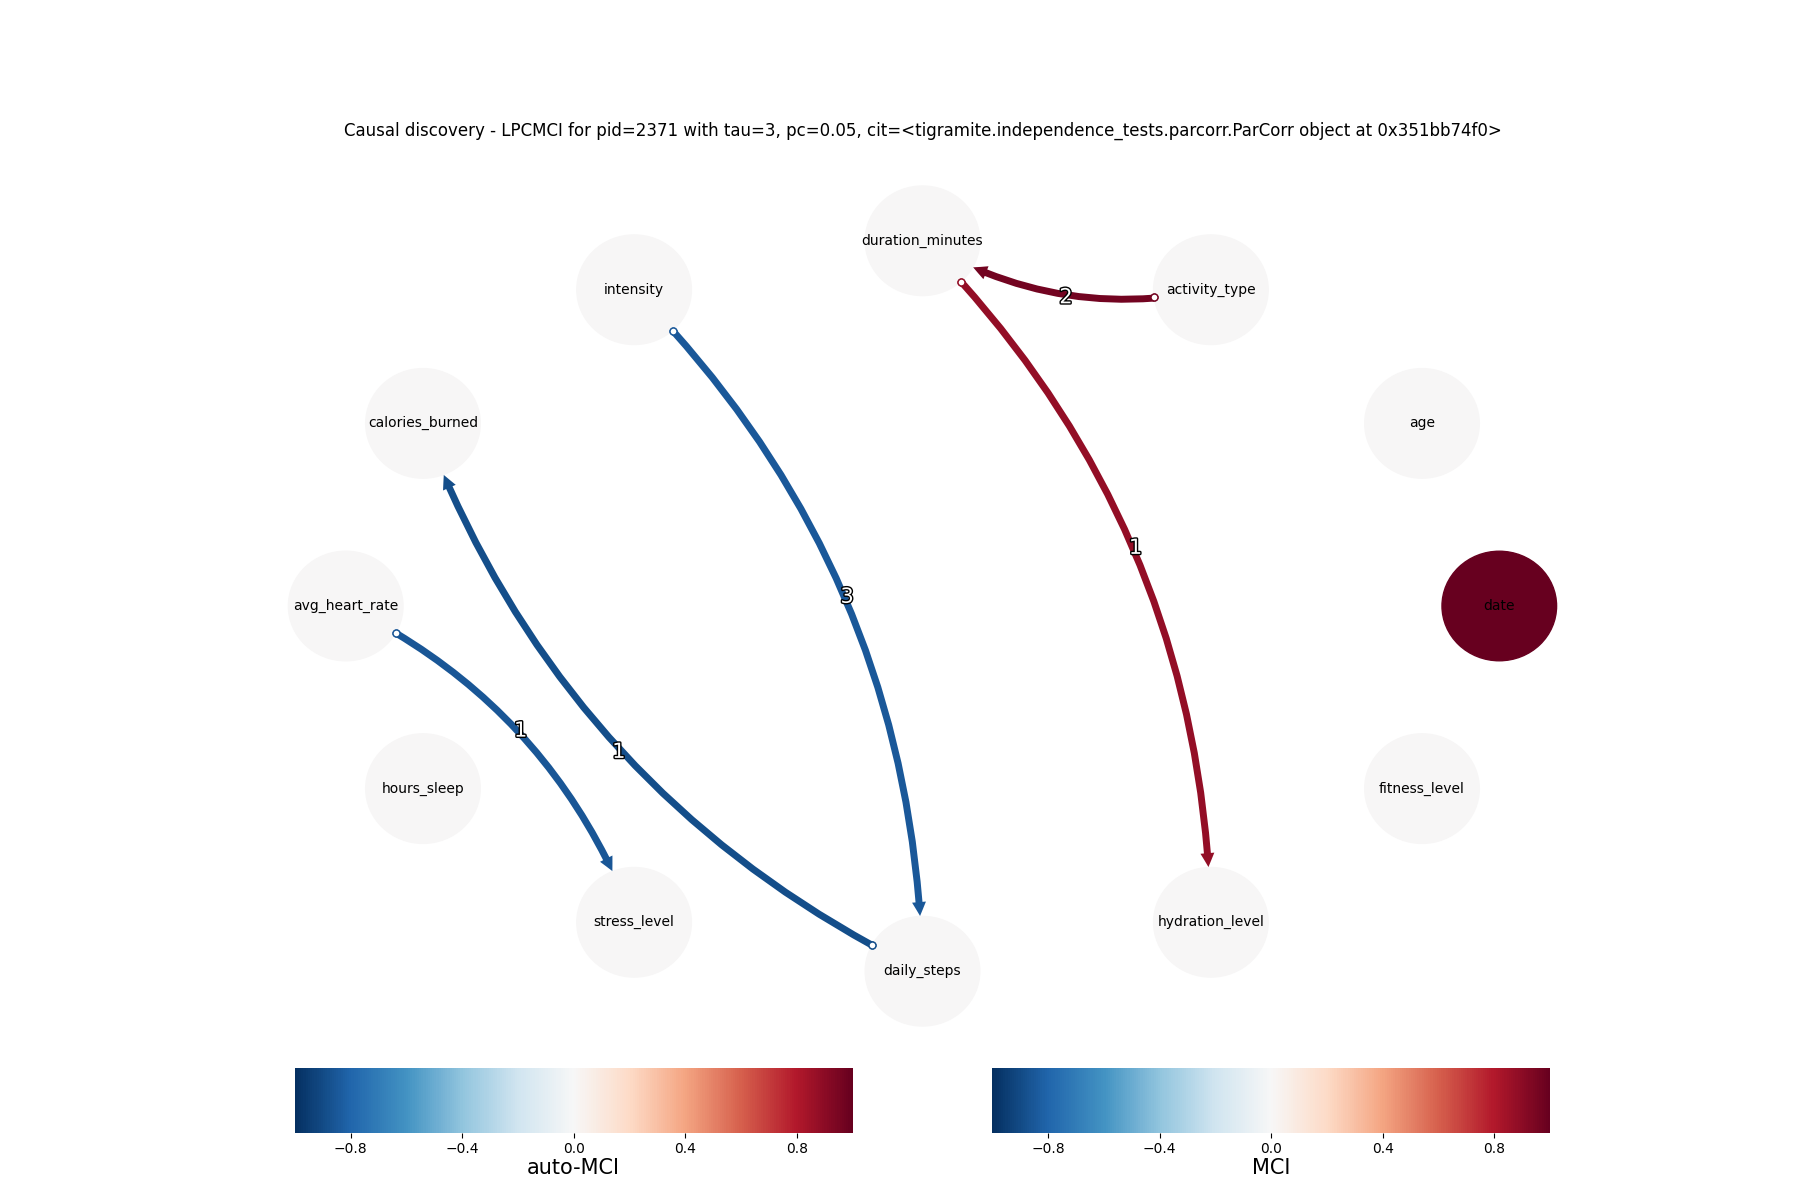 Causal discovery - LPCMCI for pid=2371 with tau=3, pc=0.05, cit=<tigramite.independence_tests.parcorr.ParCorr object at 0x351bb74f0>
duration_minutes
intensity
activity_type
2
calories_burned
age
1
3
avg_heart_rate
date
1
1
hours_sleep
fitness_level
stress_level
hydration_level
daily_steps
−0.8 −0.4 0.0 0.4 0.8
auto-MCI
−0.8 −0.4 0.0 0.4 0.8
MCI